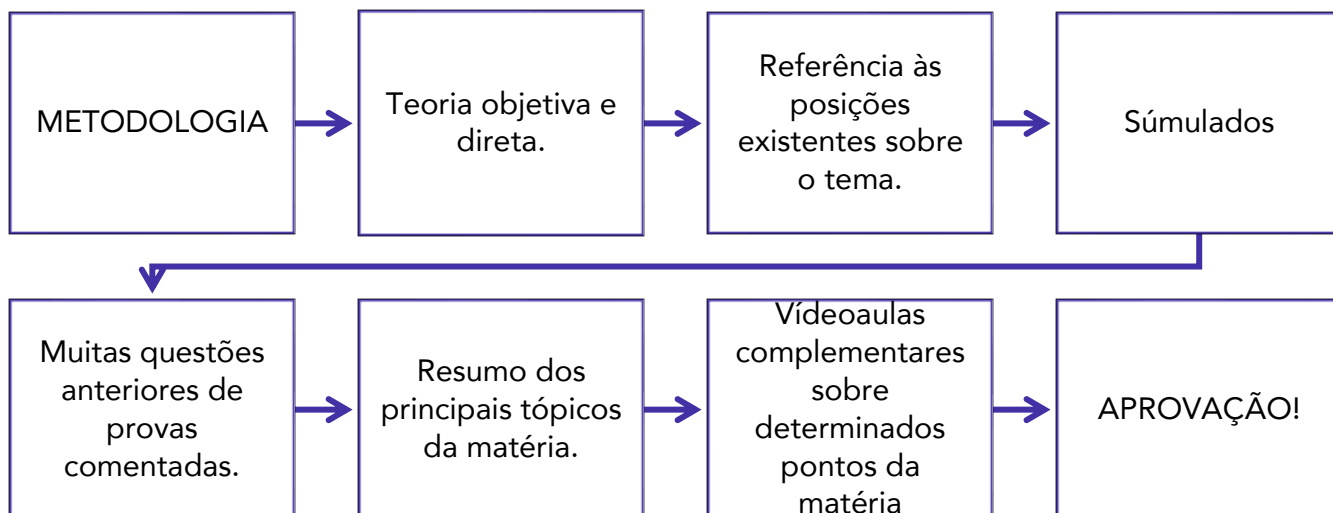 METODOLOGIA
Teoria objetiva e
direta.
Referência às
posições
existentes sobre
o tema.
Súmulados
Muitas questões
anteriores de
provas
comentadas.
Resumo dos
principais tópicos
da matéria.
Vídeoaulas
complementares
sobre
determinados
pontos da
matéria
APROVAÇÃO!